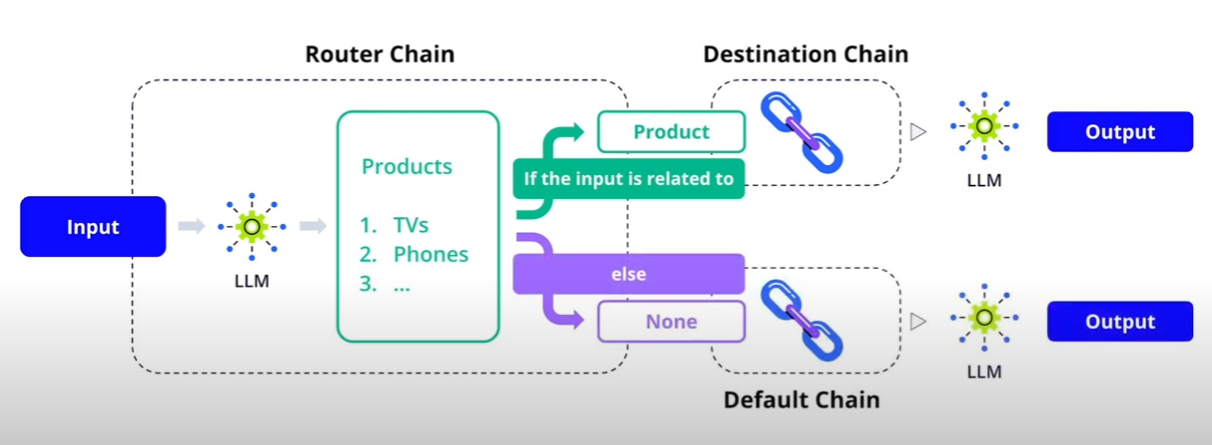 Router Chain
Destination Chain
Input
LLM
Products
1. TVs
2. Phones
3. ...
If the input is related to
Product
else
None
LLM
Output
LLM
Output
Default Chain